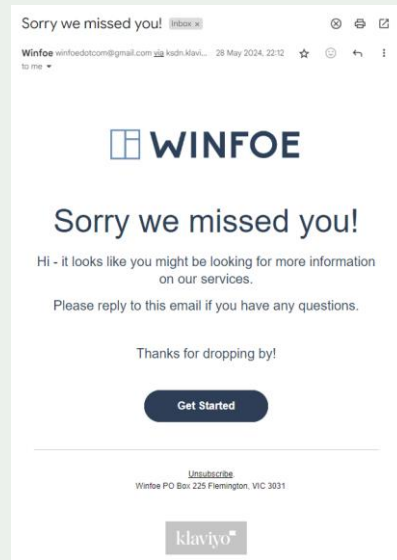 Sorry we missed you! Inbox x
Winfoe winfoedotcom@gmail.com via ksdn.klavi... 28 May 2024, 22:12
to me
WINFOE
Sorry we missed you!
Hi - it looks like you might be looking for more information
on our services.
Please reply to this email if you have any questions.
Thanks for dropping by!
Get Started
Unsubscribe.
Winfoe PO Box 225 Flemington, VIC 3031
klaviyo